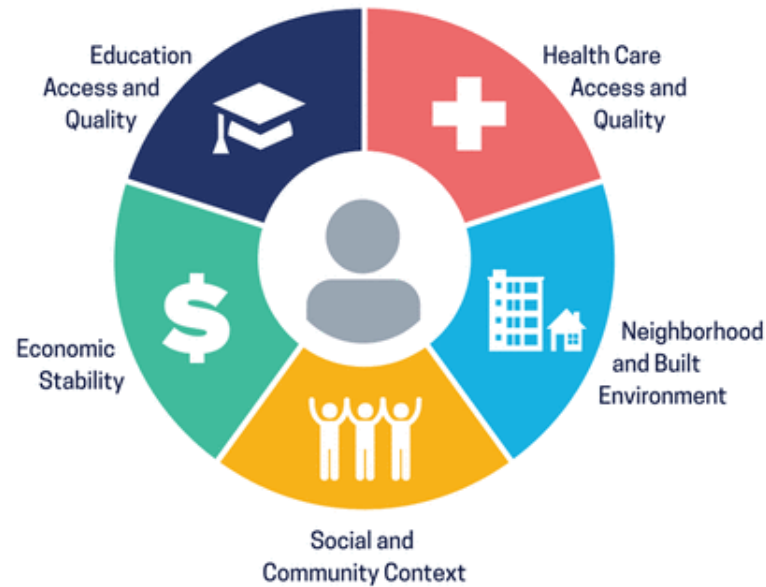 Education
Access and
Quality
Health Care
Access and
Quality
Economic
Stability
Neighborhood
and Built
Environment
Social and
Community Context